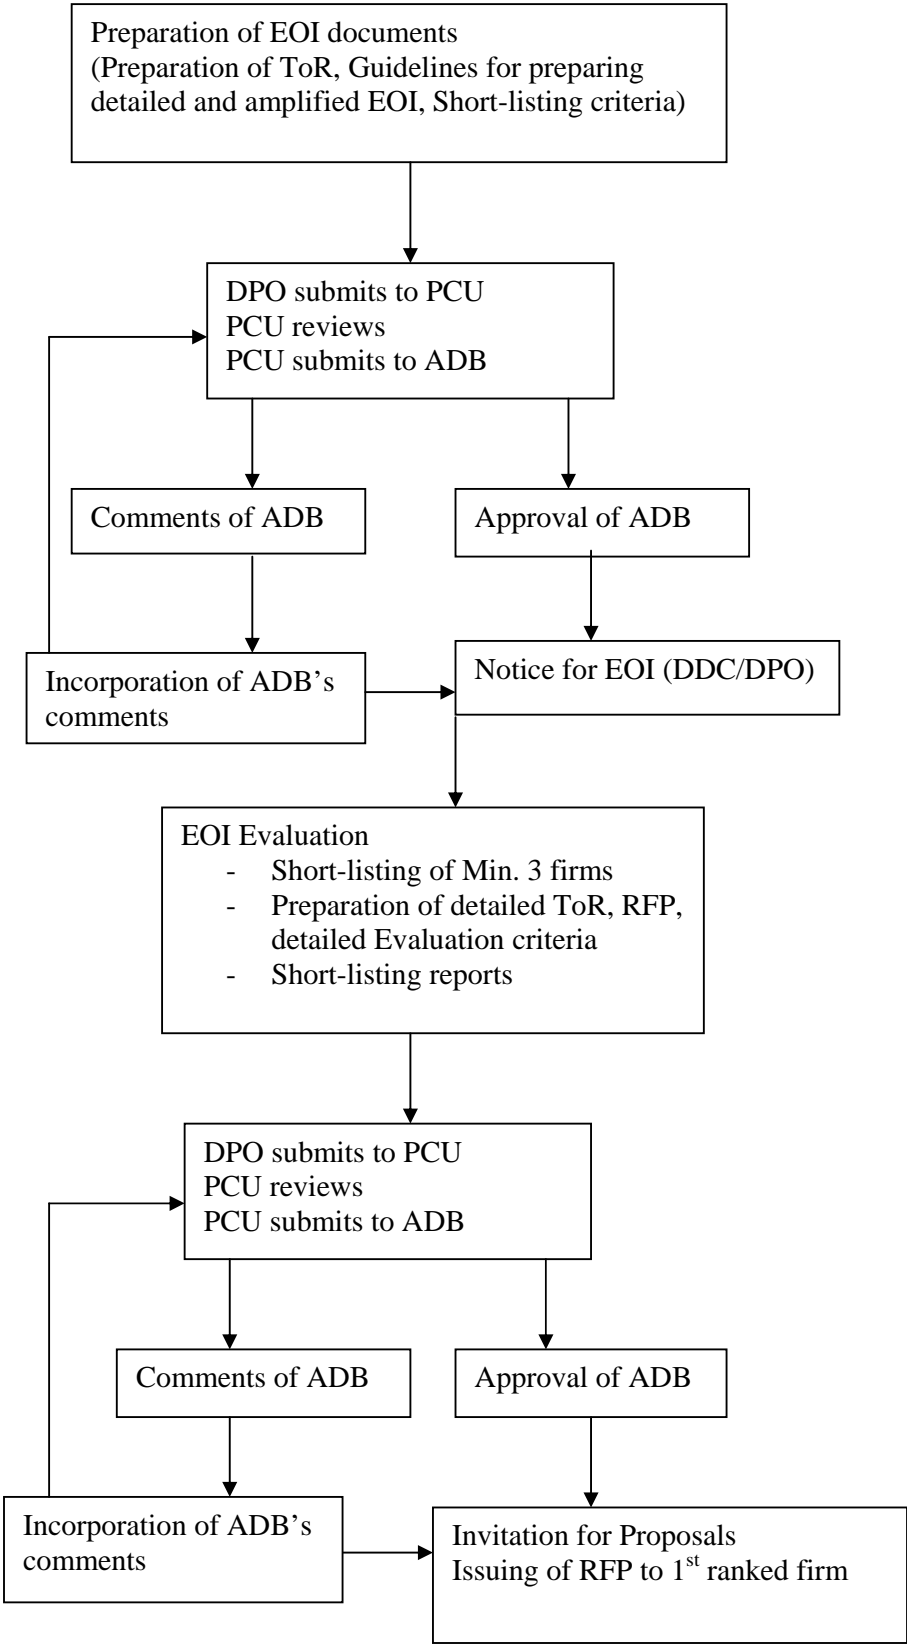 Preparation of EOI documents
(Preparation of ToR, Guidelines for preparing
detailed and amplified EOI, Short-listing criteria)
DPO submits to PCU
PCU reviews
PCU submits to ADB
Comments of ADB
Approval of ADB
Incorporation of ADB’s
comments
Notice for EOI (DDC/DPO)
EOI Evaluation
- Short-listing of Min. 3 firms
- Preparation of detailed ToR, RFP,
detailed Evaluation criteria
- Short-listing reports
DPO submits to PCU
PCU reviews
PCU submits to ADB
Comments of ADB
Approval of ADB
Incorporation of ADB’s
comments
Invitation for Proposals
Issuing of RFP to 1st ranked firm